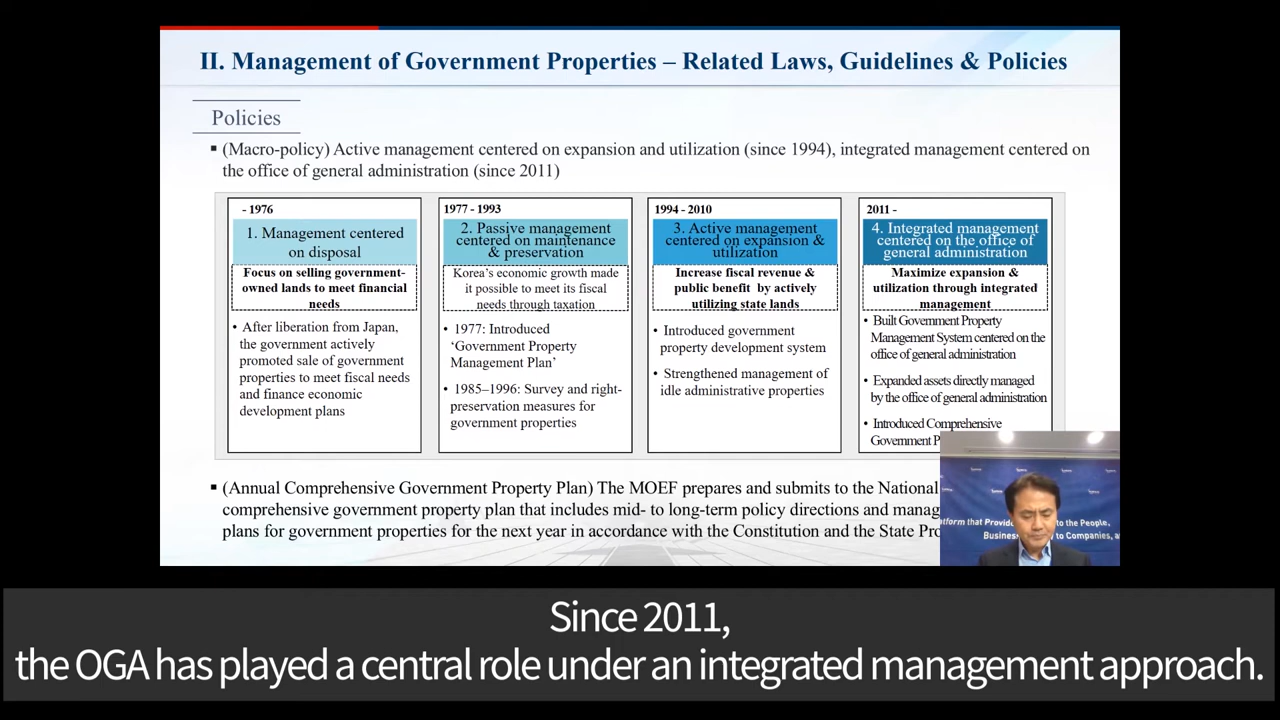 II. Management of Government Properties – Related Laws, Guidelines & Policies
Policies
▪ (Macro-policy) Active management centered on expansion and utilization (since 1994), integrated management centered on
the office of general administration (since 2011)
- 1976
1. Management centered
on disposal
Focus on selling government-
owned lands to meet financial
needs
• After liberation from Japan,
the government actively
promoted sale of government
properties to meet fiscal needs
and finance economic
development plans
1977 - 1993
2. Passive management
centered on maintenance
& preservation
Korea's economic growth made
it possible to meet its fiscal
needs through taxation
• 1977: Introduced
‘Government Property
Management Plan’
• 1985–1996: Survey and right-
preservation measures for
government properties
1994 - 2010
3. Active management
centered on expansion &
utilization
Increase fiscal revenue &
public benefit by actively
utilizing state lands
• Introduced government
property development system
• Strengthened management of
idle administrative properties
2011 -
4. Integrated management
centered on the office of
general administration
Maximize expansion &
utilization through integrated
management
• Built Government Property
Management System centered on the
office of general administration
• Expanded assets directly managed
by the office of general administration
• Introduced Comprehensive
Government
▪ (Annual Comprehensive Government Property Plan) The MOEF prepares and submits to the National
comprehensive government property plan that includes mid- to long-term policy directions and
plans for government properties for the next year in accordance with the Constitution and the State
that to the People,
to Companies,
Since 2011,
the OGA has played a central role under an integrated management approach.